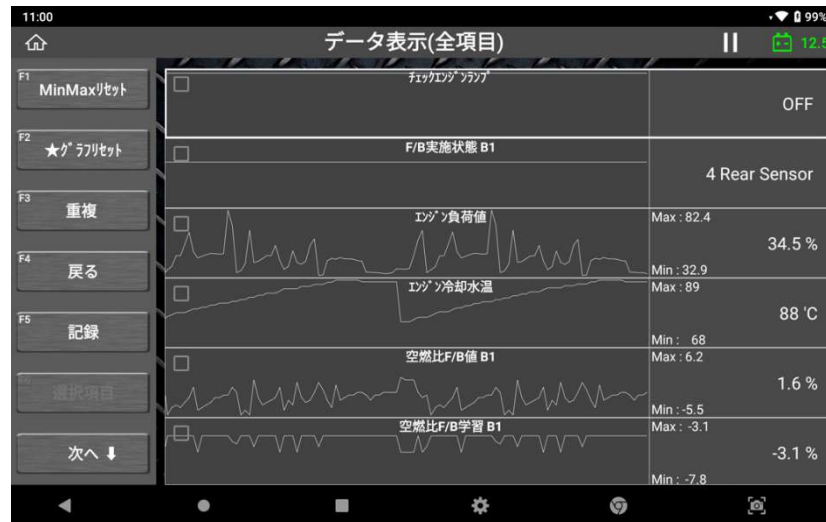 11:00
99%
データ表示(全項目)
12.5
F1
MinMaxﾘｾｯﾄ
F2
★ｸﾞﾗﾌﾘｾｯﾄ
F3
重複
F4
戻る
F5
記録
選択項目
次へ ⬇
ﾁｪｯｸｴﾝｼﾞﾝﾗﾝﾌﾟ
OFF
F/B実施状態 B1
4 Rear Sensor
ｴﾝｼﾞﾝ負荷値
Max : 82.4
34.5 %
Min : 32.9
ｴﾝｼﾞﾝ冷却水温
Max : 89
88 'C
Min : 68
空燃比F/B値 B1
Max : 6.2
1.6 %
Min : -5.5
空燃比F/B学習 B1
Max : -3.1
-3.1 %
Min : -7.8